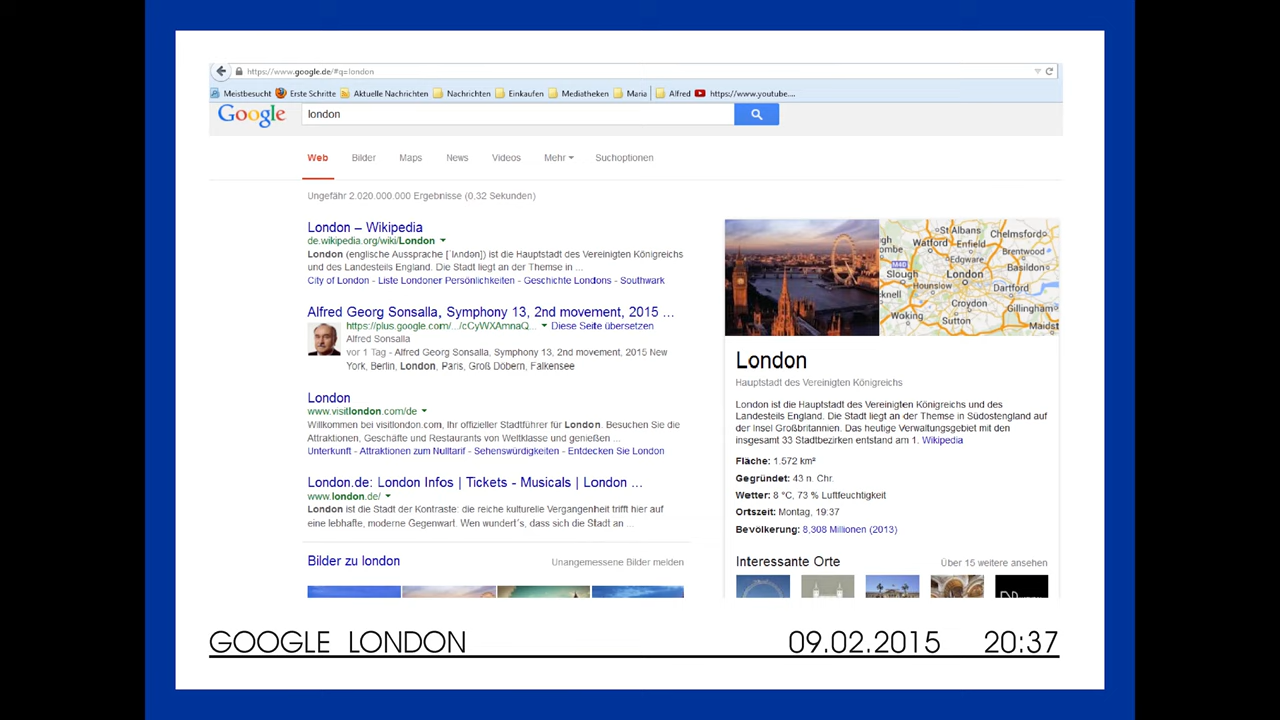 https://www.google.de/#q=london
Meistbesucht Erste Schritte Aktuelle Nachrichten Nachrichten Einkaufen Mediatheken Maria Alfred https://www.youtube....
Google london
Web Bilder Maps News Videos Mehr Suchoptionen
Ungefähr 2.020.000.000 Ergebnisse (0,32 Sekunden)
London – Wikipedia
de.wikipedia.org/wiki/London
London (englische Aussprache [ˈlʌndən]) ist die Hauptstadt des Vereinigten Königreichs
und des Landesteils England. Die Stadt liegt an der Themse in ...
City of London - Liste Londoner Persönlichkeiten - Geschichte Londons - Southwark
Alfred Georg Sonsalla, Symphony 13, 2nd movement, 2015 ...
https://plus.google.com/.../cCyWXAmnaQ... Diese Seite übersetzen
Alfred Sonsalla
vor 1 Tag - Alfred Georg Sonsalla, Symphony 13, 2nd movement, 2015 New
York, Berlin, London, Paris, Groß Döbern, Falkensee
London
www.visitlondon.com/de
Willkommen bei visitlondon.com, Ihr offizieller Stadtführer für London. Besuchen Sie die
Attraktionen, Geschäfte und Restaurants von Weltklasse und genießen ...
Unterkunft - Attraktionen zum Nulltarif - Sehenswürdigkeiten - Entdecken Sie London
London.de: London Infos | Tickets - Musicals | London ...
www.london.de/
London ist die Stadt der Kontraste: die reiche kulturelle Vergangenheit trifft hier auf
eine lebhafte, moderne Gegenwart. Wen wundert´s, dass sich die Stadt an ...
Bilder zu london Unangemessene Bilder melden
St Albans
Chelmsford
Watford
Enfield
Brentwood
Edgware
Basildon
Slough
London
Hounslow
Dartford
Croydon
Gillingham
Woking
Sutton
Maidst
London
Hauptstadt des Vereinigten Königreichs
London ist die Hauptstadt des Vereinigten Königreichs und des
Landesteils England. Die Stadt liegt an der Themse in Südostengland auf
der Insel Großbritannien. Das heutige Verwaltungsgebiet mit den
insgesamt 33 Stadtbezirken entstand am 1. Wikipedia
Fläche: 1.572 km²
Gegründet: 43 n. Chr.
Wetter: 8 °C, 73 % Luftfeuchtigkeit
Ortszeit: Montag, 19:37
Bevölkerung: 8,308 Millionen (2013)
Interessante Orte Über 15 weitere ansehen
GOOGLE LONDON 09.02.2015 20:37